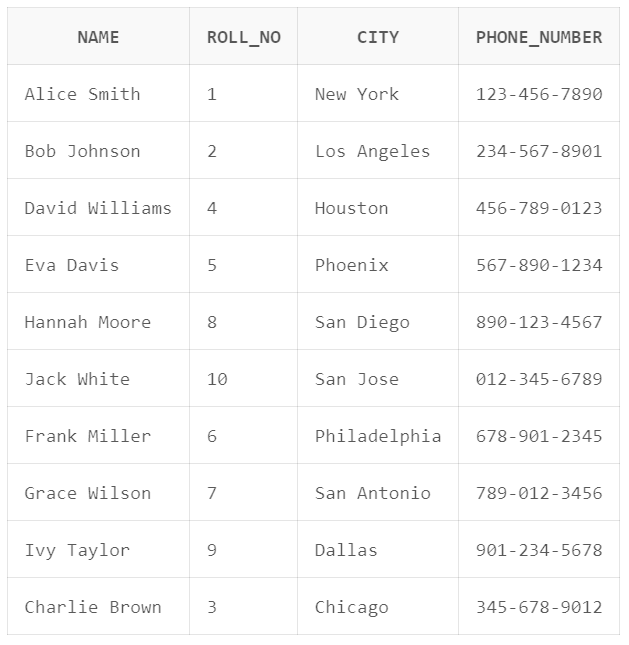 NAME ROLL_NO CITY PHONE_NUMBER
Alice Smith 1 New York 123-456-7890
Bob Johnson 2 Los Angeles 234-567-8901
David Williams 4 Houston 456-789-0123
Eva Davis 5 Phoenix 567-890-1234
Hannah Moore 8 San Diego 890-123-4567
Jack White 10 San Jose 012-345-6789
Frank Miller 6 Philadelphia 678-901-2345
Grace Wilson 7 San Antonio 789-012-3456
Ivy Taylor 9 Dallas 901-234-5678
Charlie Brown 3 Chicago 345-678-9012